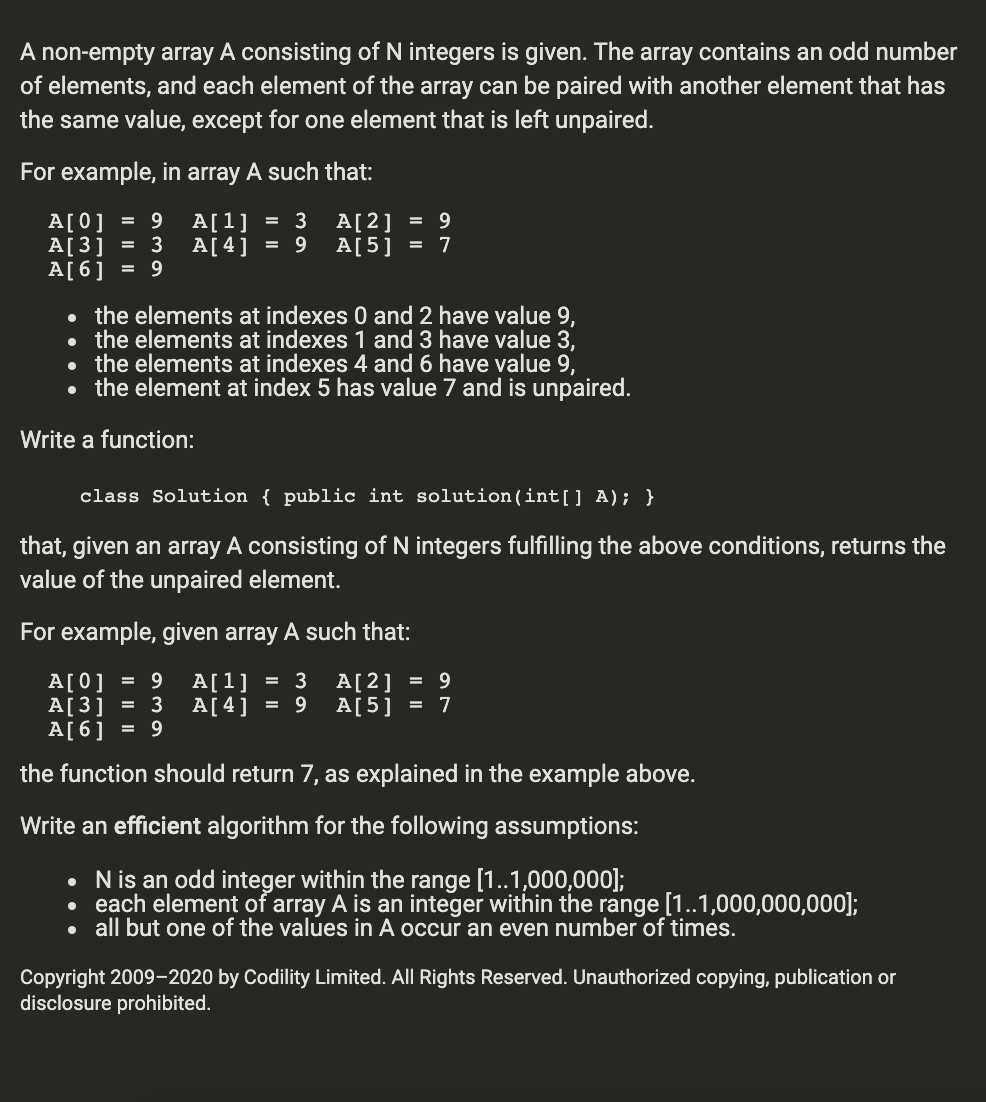 A non-empty array A consisting of N integers is given. The array contains an odd number
of elements, and each element of the array can be paired with another element that has
the same value, except for one element that is left unpaired.
For example, in array A such that:
A[0] = 9  A[1] = 3  A[2] = 9
A[3] = 3  A[4] = 9  A[5] = 7
A[6] = 9
• the elements at indexes 0 and 2 have value 9,
• the elements at indexes 1 and 3 have value 3,
• the elements at indexes 4 and 6 have value 9,
• the element at index 5 has value 7 and is unpaired.
Write a function:
class Solution { public int solution(int[] A); }
that, given an array A consisting of N integers fulfilling the above conditions, returns the
value of the unpaired element.
For example, given array A such that:
A[0] = 9  A[1] = 3  A[2] = 9
A[3] = 3  A[4] = 9  A[5] = 7
A[6] = 9
the function should return 7, as explained in the example above.
Write an efficient algorithm for the following assumptions:
• N is an odd integer within the range [1..1,000,000];
• each element of array A is an integer within the range [1..1,000,000,000];
• all but one of the values in A occur an even number of times.
Copyright 2009–2020 by Codility Limited. All Rights Reserved. Unauthorized copying, publication or
disclosure prohibited.